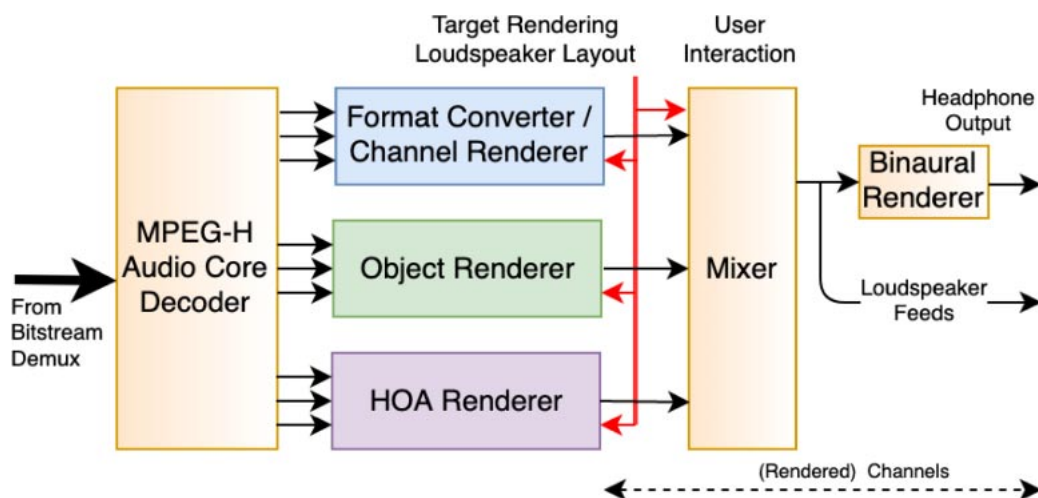 Target Rendering
Loudspeaker Layout
User
Interaction
Format Converter /
Channel Renderer
Headphone
Output
Binaural
Renderer
MPEG-H
Audio Core
Decoder
Object Renderer
Mixer
From
Bitstream
Demux
Loudspeaker
Feeds
HOA Renderer
(Rendered) Channels